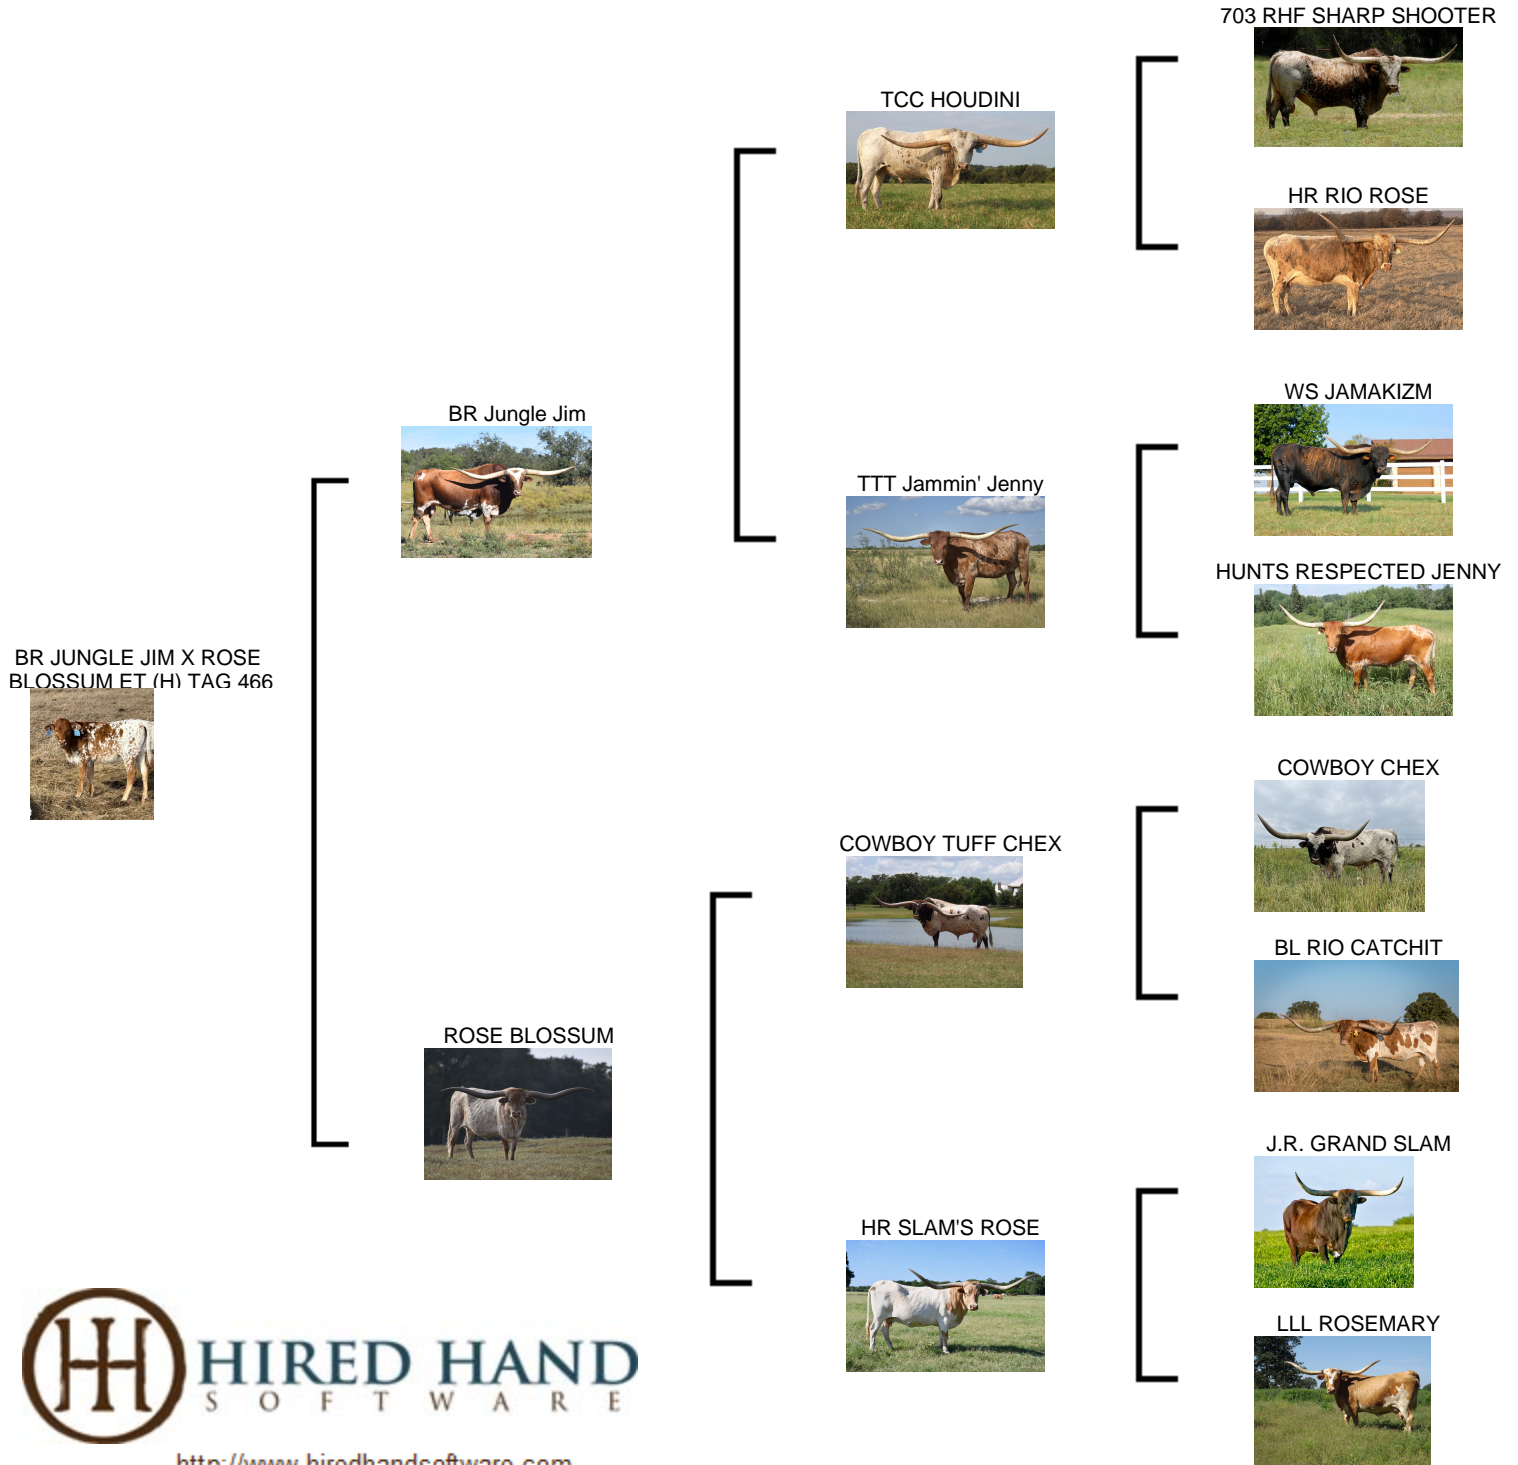 703 RHF SHARP SHOOTER
TCC HOUDINI
HR RIO ROSE
WS JAMAKIZM
BR Jungle Jim
TTT Jammin' Jenny
HUNTS RESPECTED JENNY
BR JUNGLE JIM X ROSE
BLOSSUM ET (H) TAG 466
COWBOY CHEX
COWBOY TUFF CHEX
BL RIO CATCHIT
ROSE BLOSSUM
J.R. GRAND SLAM
HR SLAM'S ROSE
LLL ROSEMARY
HIRED HAND
SOFTWARE
http://www.hiredhandsoftware.com